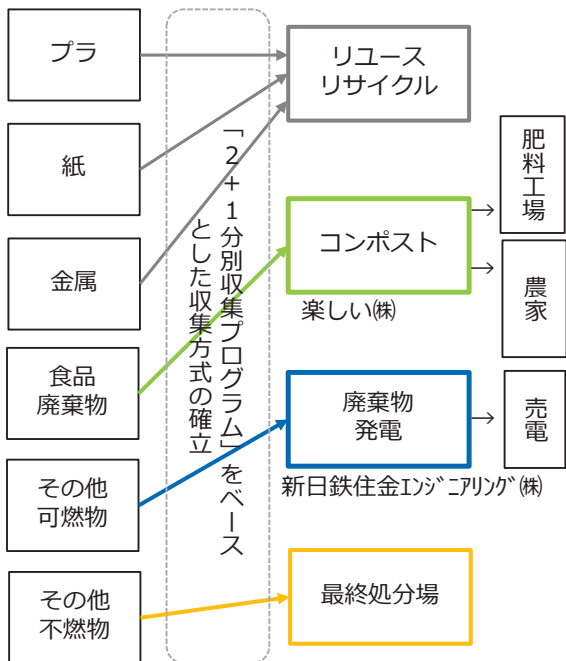 プラ
紙
金属
食品
廃棄物
その他
可燃物
その他
不燃物
「2+1分別収集プログラム」をベース
とした収集方式の確立
リユース
リサイクル
コンポスト
楽しい㈱
廃棄物
発電
新日鉄住金ｴﾝｼﾞﾆｱﾘﾝｸﾞ㈱
最終処分場
→
肥料工場
→
農家
→
売電